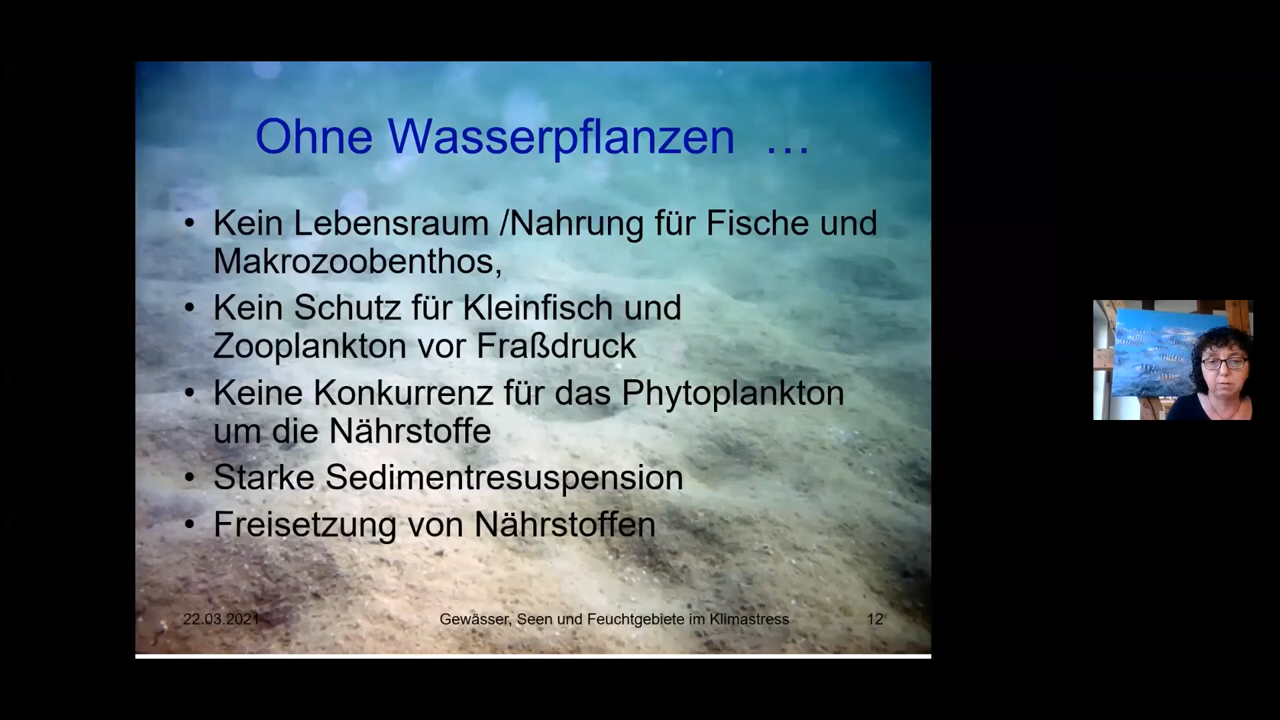 Ohne Wasserpflanzen …
• Kein Lebensraum /Nahrung für Fische und
Makrozoobenthos,
• Kein Schutz für Kleinfisch und
Zooplankton vor Fraßdruck
• Keine Konkurrenz für das Phytoplankton
um die Nährstoffe
• Starke Sedimentresuspension
• Freisetzung von Nährstoffen
22.03.2021 Gewässer, Seen und Feuchtgebiete im Klimastress 12